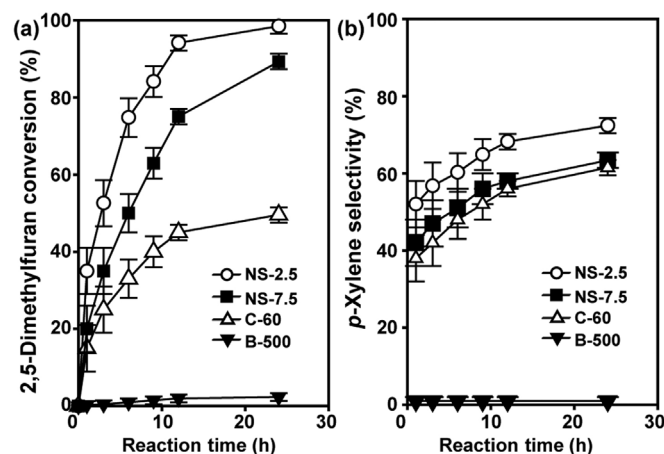 (a)
2,5-Dimethylfuran conversion (%)
100
80
60
40
20
0
NS-2.5
NS-7.5
C-60
B-500
0
10
20
30
Reaction time (h)
(b)
p-Xylene selectivity (%)
100
80
60
40
20
0
NS-2.5
NS-7.5
C-60
B-500
0
10
20
30
Reaction time (h)